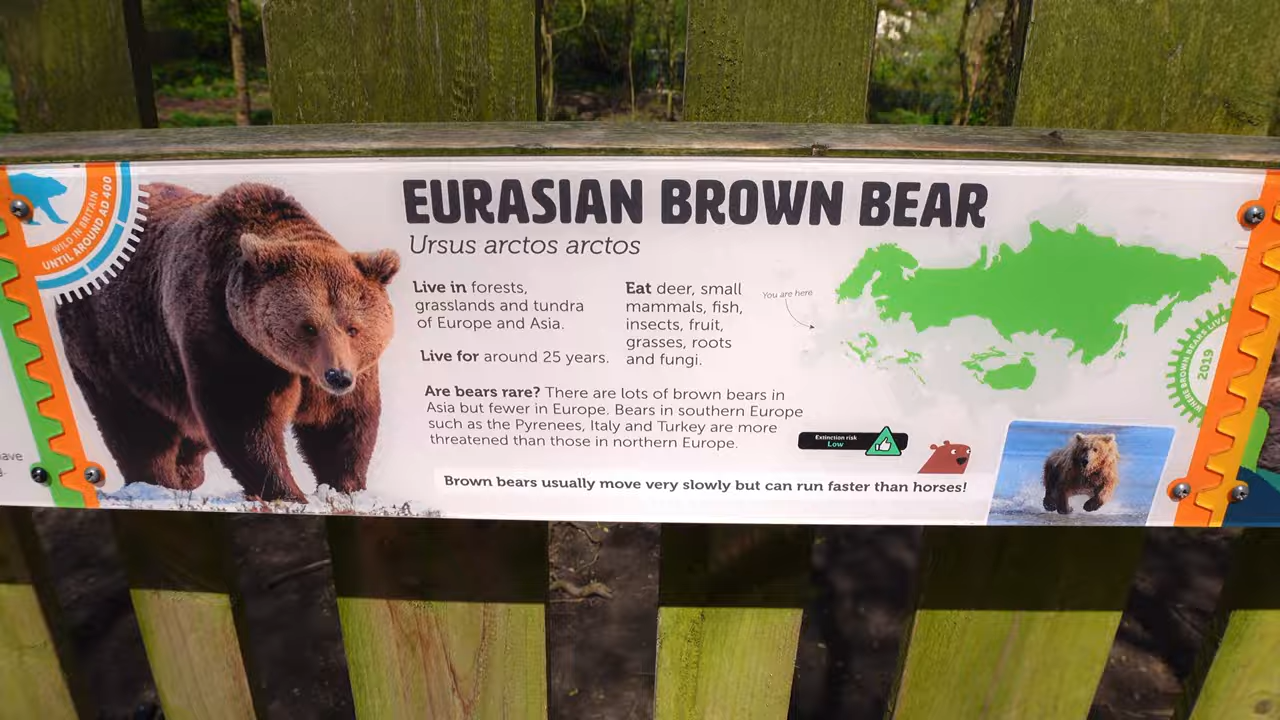 WILD IN BRITAIN
UNTIL AROUND AD 400
EURASIAN BROWN BEAR
Ursus arctos arctos
Live in forests,
grasslands and tundra
of Europe and Asia.
Live for around 25 years.
Eat deer, small
mammals, fish,
insects, fruit,
grasses, roots
and fungi.
You are here
Are bears rare? There are lots of brown bears in
Asia but fewer in Europe. Bears in southern Europe
such as the Pyrenees, Italy and Turkey are more
threatened than those in northern Europe.
Extinction risk
Low
WHERE BROWN BEARS LIVE
2019
Brown bears usually move very slowly but can run faster than horses!